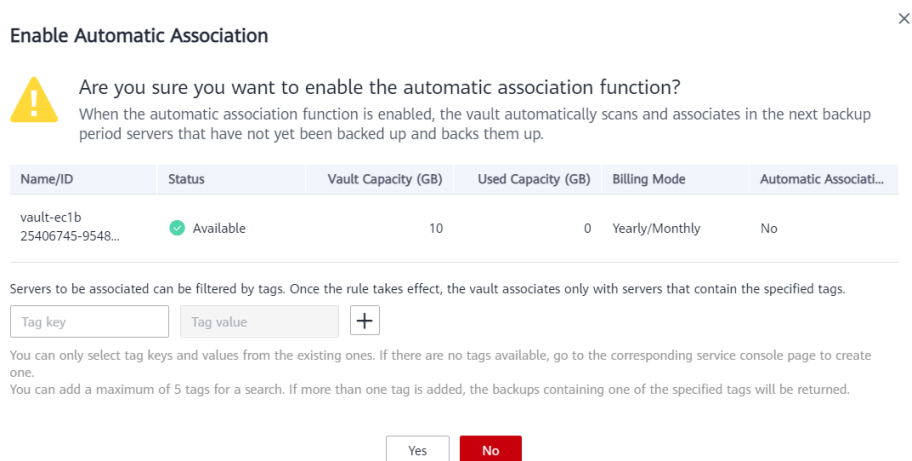 Enable Automatic Association
Are you sure you want to enable the automatic association function?
When the automatic association function is enabled, the vault automatically scans and associates in the next backup
period servers that have not yet been backed up and backs them up.
Name/ID Status Vault Capacity (GB) Used Capacity (GB) Billing Mode Automatic Associati...
vault-ec1b
25406745-9548... Available 10 0 Yearly/Monthly No
Servers to be associated can be filtered by tags. Once the rule takes effect, the vault associates only with servers that contain the specified tags.
Tag key Tag value +
You can only select tag keys and values from the existing ones. If there are no tags available, go to the corresponding service console page to create
one.
You can add a maximum of 5 tags for a search. If more than one tag is added, the backups containing one of the specified tags will be returned.
Yes No